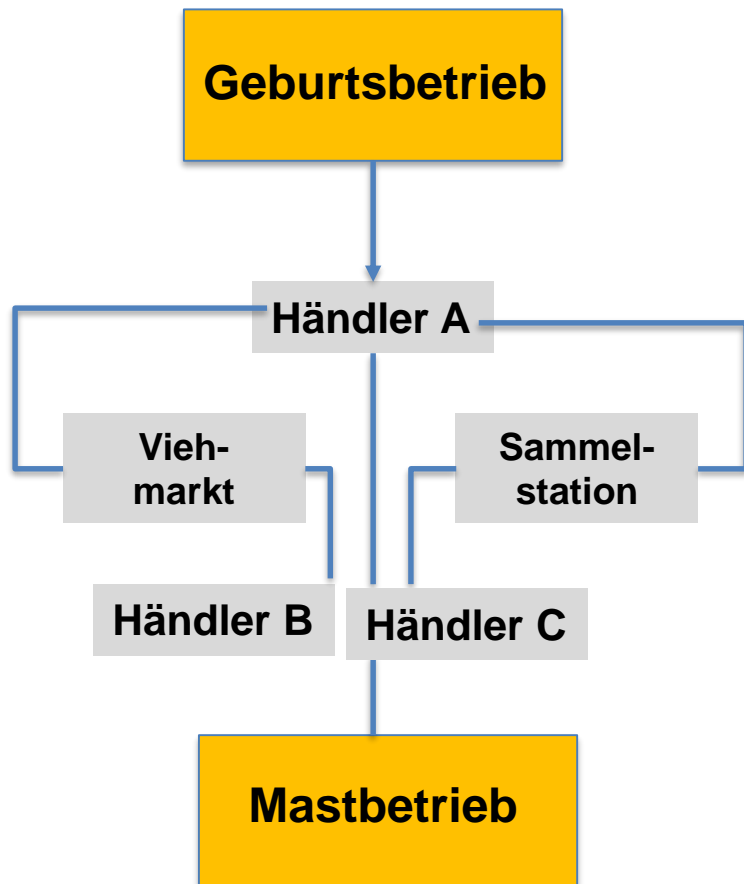 Geburtsbetrieb
Händler A
Vieh-
markt
Sammel-
station
Händler B
Händler C
Mastbetrieb